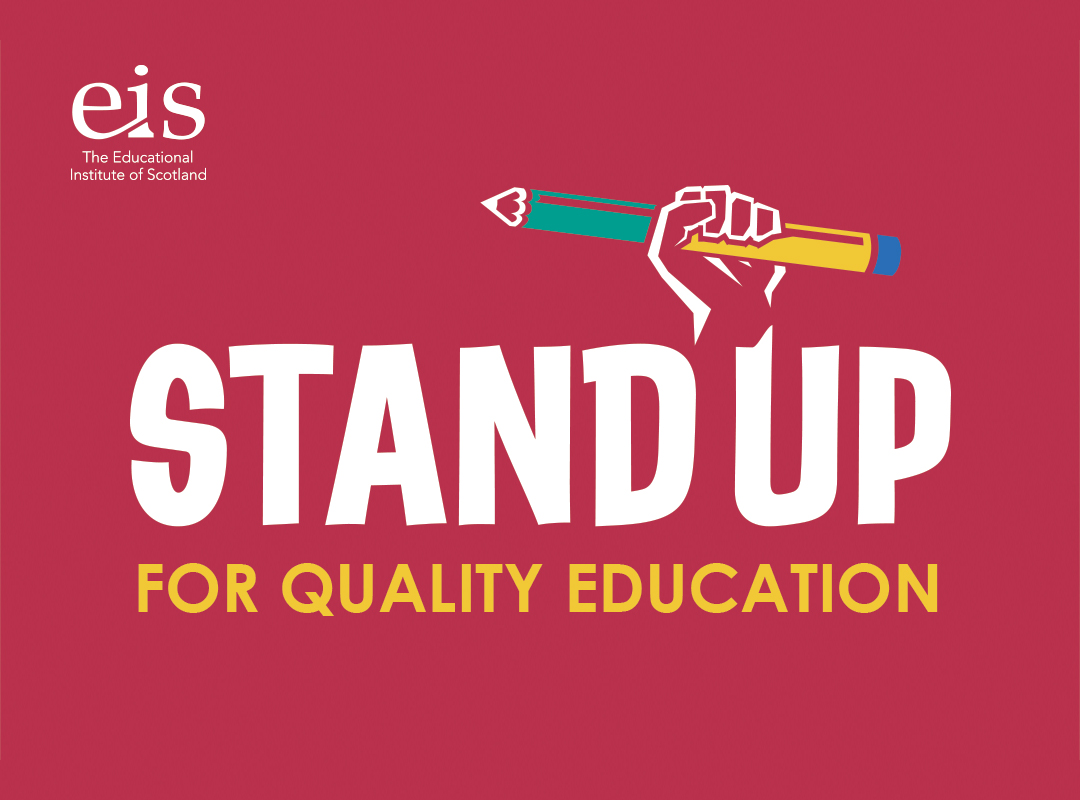 eis
The Educational
Institute of Scotland
STAND UP
FOR QUALITY EDUCATION